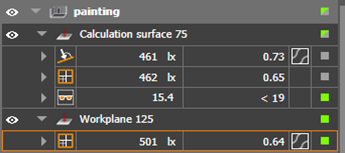 painting
Calculation surface 75
461 lx 0.73
462 lx 0.65
15.4 < 19
Workplane 125
501 lx 0.64